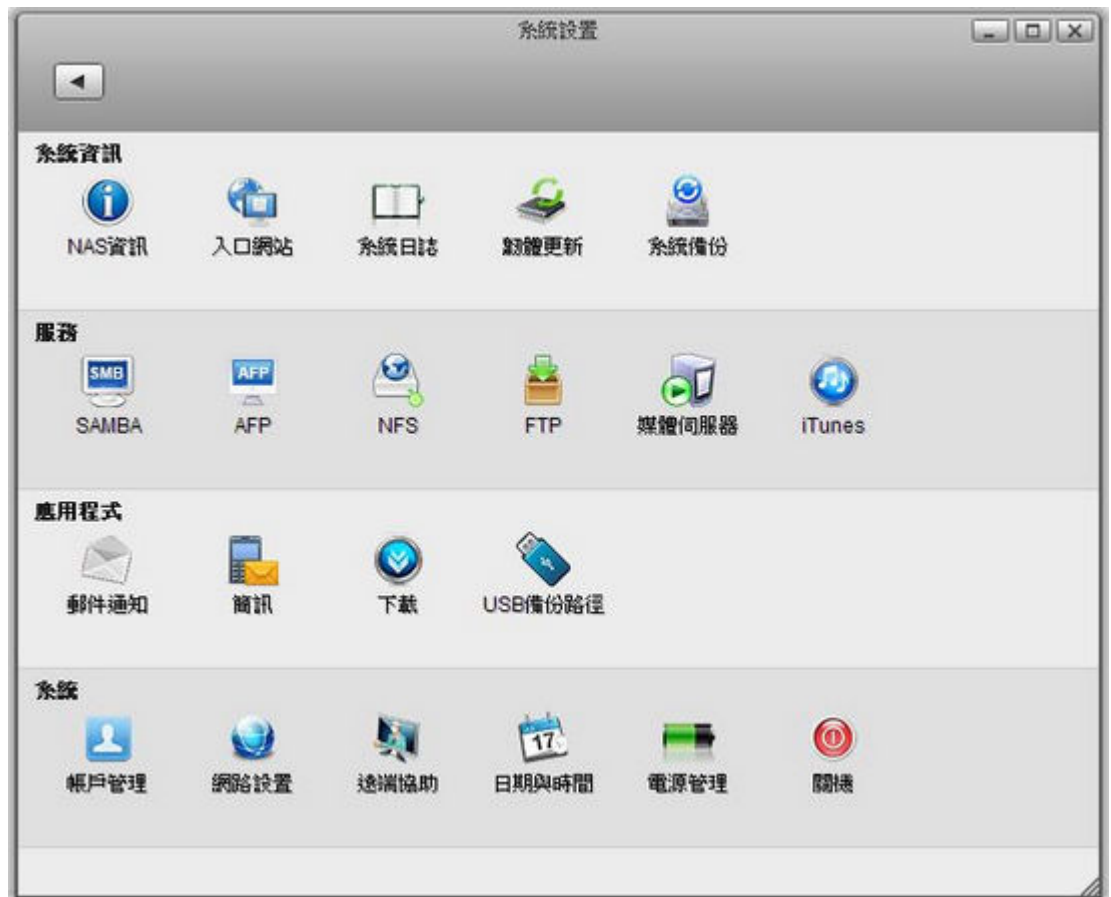 系統設置
系統資訊
NAS資訊 入口網站 系統日誌 韌體更新 系統備份
服務
SMB AFP
SAMBA AFP NFS FTP 媒體伺服器 iTunes
應用程式
郵件通知 簡訊 下載 USB備份路徑
系統
17
帳戶管理 網路設置 遠端協助 日期與時間 電源管理 關機